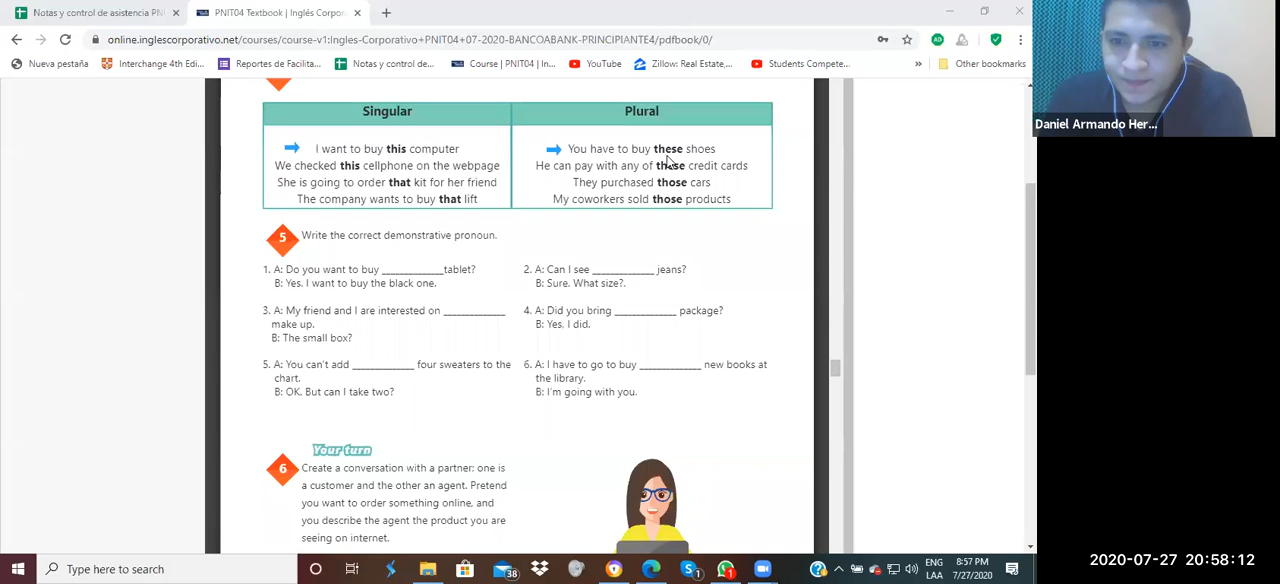 Notas y control de asistencia PN
PNIT04 Textbook | Inglés Corpor
online.inglescorporativo.net/courses/course-v1:Ingles-Corporativo+PNIT04+07-2020-BANCOABANK-PRINCIPIANTE4/pdfbook/0/
Nueva pestaña
Interchange 4th Edi...
Reportes de Facilita...
Notas y control de...
Course | PNIT04 | In...
YouTube
Zillow: Real Estate,...
Students Compete...
»
Other bookmarks
Daniel Armando Her...
Singular
Plural
I want to buy this computer
We checked this cellphone on the webpage
She is going to order that kit for her friend
The company wants to buy that lift
You have to buy these shoes
He can pay with any of these credit cards
They purchased those cars
My coworkers sold those products
5 Write the correct demonstrative pronoun.
1. A: Do you want to buy _____________tablet?
B: Yes. I want to buy the black one.
2. A: Can I see _____________ jeans?
B: Sure. What size?.
3. A: My friend and I are interested on _____________
make up.
B: The small box?
4. A: Did you bring _____________ package?
B: Yes, I did.
5. A: You can't add _____________ four sweaters to the
chart.
B: OK. But can I take two?
6. A: I have to go to buy _____________ new books at
the library.
B: I'm going with you.
Your turn
6 Create a conversation with a partner: one is
a customer and the other an agent. Pretend
you want to order something online, and
you describe the agent the product you are
seeing on internet.
Type here to search
38
1
ENG
LAA
8:57 PM
7/27/2020
2020-07-27 20:58:12